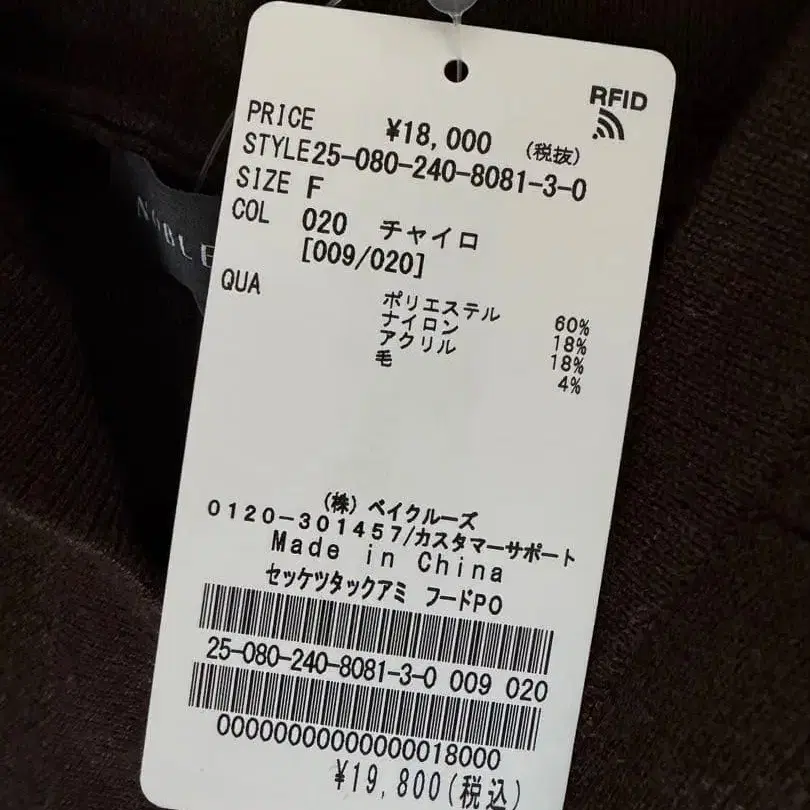 RFID
PRICE ¥18,000 (税抜)
STYLE25-080-240-8081-3-0
SIZE F
COL 020 チャイロ
[009/020]
QUA
ポリエステル 60%
ナイロン 18%
アクリル 18%
毛 4%
(株) ベイクルーズ
0120-301457/カスタマーサポート
Made in China
セッケツタックアミ フードPO
25-080-240-8081-3-0 009 020
00000000000000018000
¥19,800(税込)
NOBLE